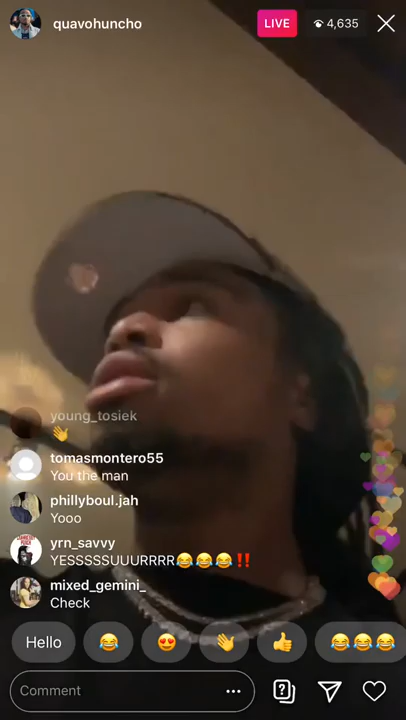 quavohuncho
LIVE
4,635
young_tosiek
👋
tomasmontero55
You the man
phillyboul.jah
Yooo
yrn_savvy
YESSSSSUUURRRR😂😂😂‼️
mixed_gemini_
Check
Hello 😂 😍 👋 👍 😂😂😂
Comment